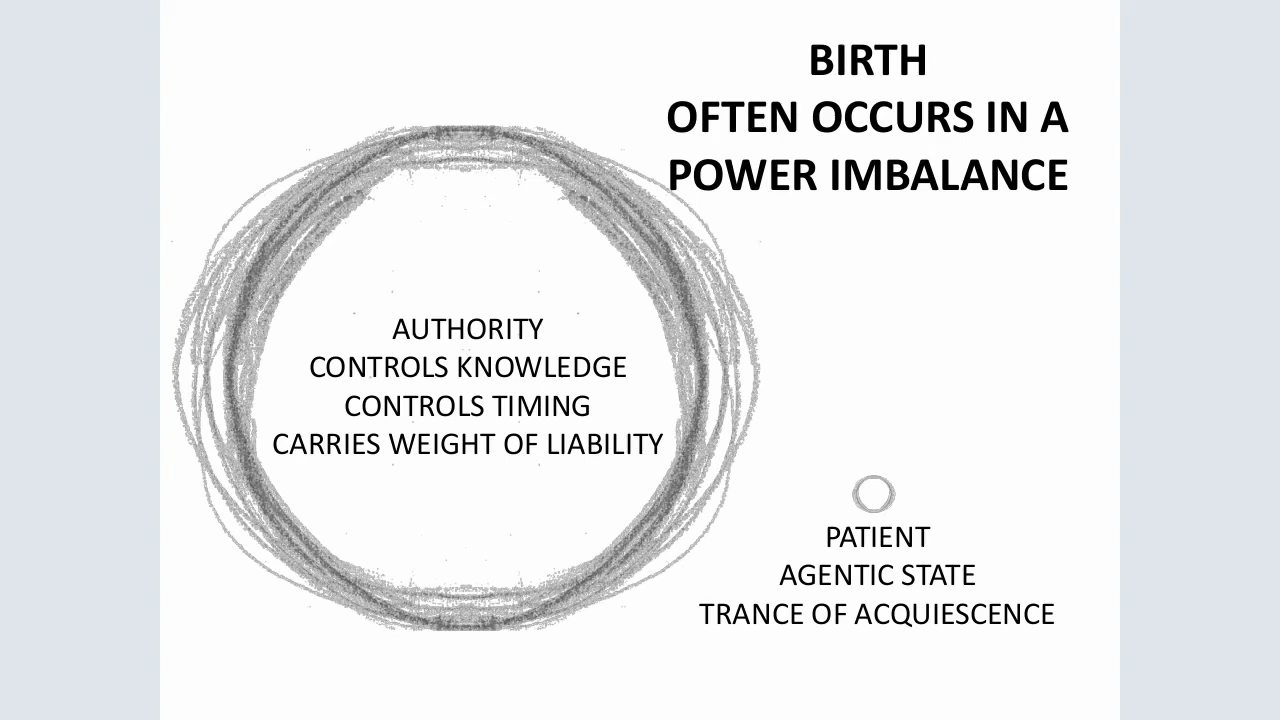 BIRTH
OFTEN OCCURS IN A
POWER IMBALANCE
AUTHORITY
CONTROLS KNOWLEDGE
CONTROLS TIMING
CARRIES WEIGHT OF LIABILITY
PATIENT
AGENTIC STATE
TRANCE OF ACQUIESCENCE